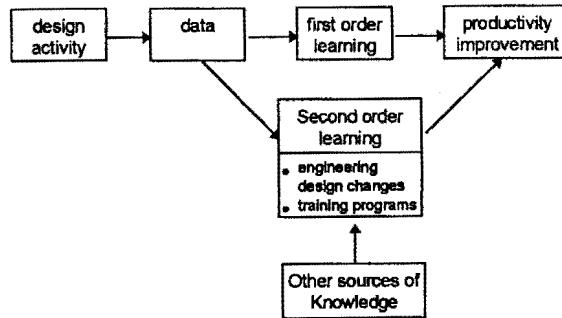 design
activity
data
first order
learning
productivity
improvement
Second order
learning
• engineering
design changes
• training programs
Other sources of
Knowledge